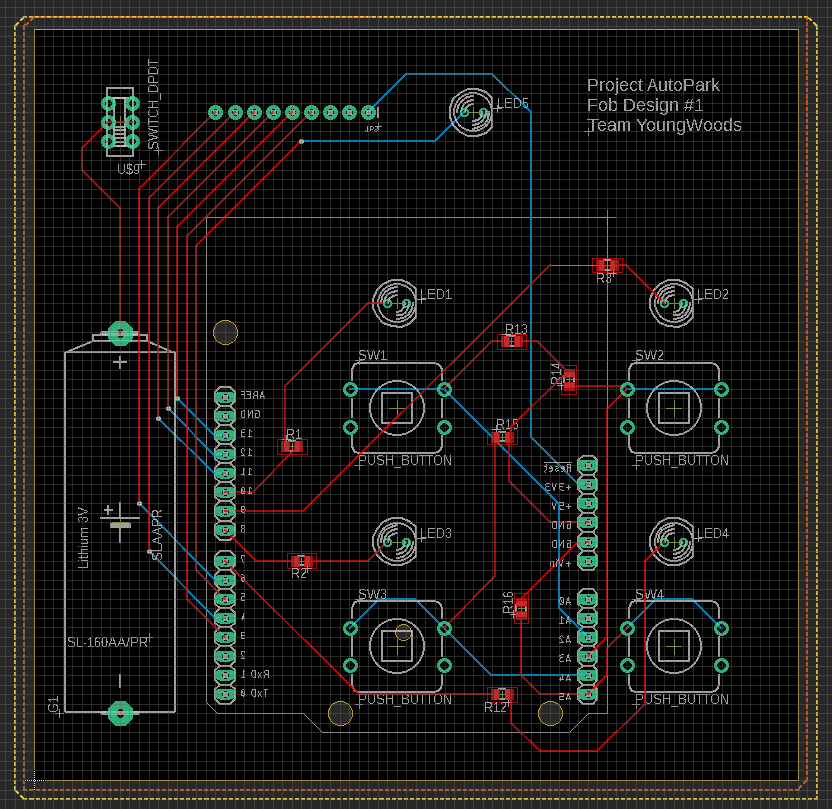 Project AutoPark
Fob Design #1
Team YoungWoods
SWITCH_DPDT
U$9
JP3
LED5
LED1
LED2
R3
R13
R14
R15
R1
SW1
SW2
PUSH_BUTTON
PUSH_BUTTON
AREF
GND
13
12
11
10
9
8
7
6
5
4
3
2
RxD 1
TxD 0
Reset
+3V3
+5V
GND
GND
+Vin
A0
A1
A2
A3
A4
A5
LED3
LED4
R2
R16
SW3
SW4
PUSH_BUTTON
PUSH_BUTTON
R12
+
+
Lithium 3V
SL-160AA/PR
G1